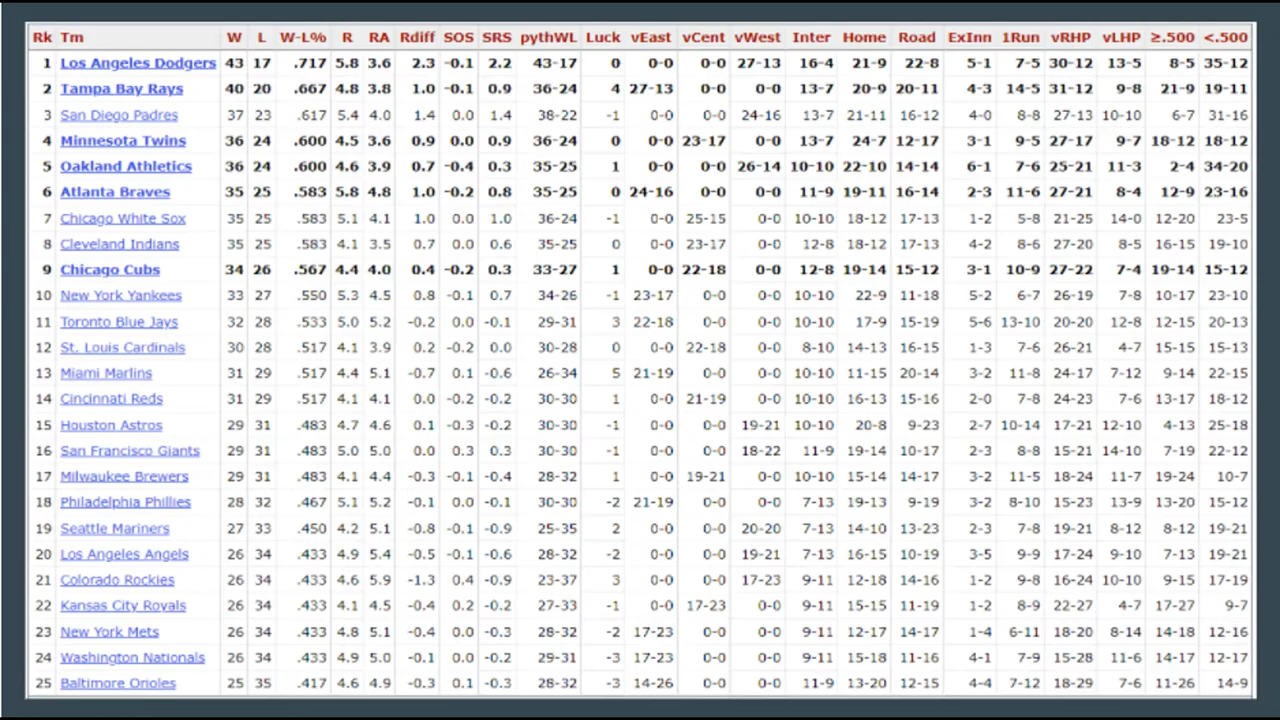 Rk Tm W L W-L% R RA Rdiff SOS SRS pythWL Luck vEast vCent vWest Inter Home Road ExInn 1Run vRHP vLHP ≥.500 <.500
1 Los Angeles Dodgers 43 17 .717 5.8 3.6 2.3 -0.1 2.2 43-17 0 0-0 0-0 27-13 16-4 21-9 22-8 5-1 7-5 30-12 13-5 8-5 35-12
2 Tampa Bay Rays 40 20 .667 4.8 3.8 1.0 -0.1 0.9 36-24 4 27-13 0-0 0-0 13-7 20-9 20-11 4-3 14-5 31-12 9-8 21-9 19-11
3 San Diego Padres 37 23 .617 5.4 4.0 1.4 0.0 1.4 38-22 -1 0-0 0-0 24-16 13-7 21-11 16-12 4-0 8-8 27-13 10-10 6-7 31-16
4 Minnesota Twins 36 24 .600 4.5 3.6 0.9 0.0 0.9 36-24 0 0-0 23-17 0-0 13-7 24-7 12-17 3-1 9-5 27-17 9-7 18-12 18-12
5 Oakland Athletics 36 24 .600 4.6 3.9 0.7 -0.4 0.3 35-25 1 0-0 0-0 26-14 10-10 22-10 14-14 6-1 7-6 25-21 11-3 2-4 34-20
6 Atlanta Braves 35 25 .583 5.8 4.8 1.0 -0.2 0.8 35-25 0 24-16 0-0 0-0 11-9 19-11 16-14 2-3 11-6 27-21 8-4 12-9 23-16
7 Chicago White Sox 35 25 .583 5.1 4.1 1.0 0.0 1.0 36-24 -1 0-0 25-15 0-0 10-10 18-12 17-13 1-2 5-8 21-25 14-0 12-20 23-5
8 Cleveland Indians 35 25 .583 4.1 3.5 0.7 0.0 0.6 35-25 0 0-0 23-17 0-0 12-8 18-12 17-13 4-2 8-6 27-20 8-5 16-15 19-10
9 Chicago Cubs 34 26 .567 4.4 4.0 0.4 -0.2 0.3 33-27 1 0-0 22-18 0-0 12-8 19-14 15-12 3-1 10-9 27-22 7-4 19-14 15-12
10 New York Yankees 33 27 .550 5.3 4.5 0.8 -0.1 0.7 34-26 -1 23-17 0-0 0-0 10-10 22-9 11-18 5-2 6-7 26-19 7-8 10-17 23-10
11 Toronto Blue Jays 32 28 .533 5.0 5.2 -0.2 0.0 -0.1 29-31 3 22-18 0-0 0-0 10-10 17-9 15-19 5-6 13-10 20-20 12-8 12-15 20-13
12 St. Louis Cardinals 30 28 .517 4.1 3.9 0.2 -0.2 0.0 30-28 0 0-0 22-18 0-0 8-10 14-13 16-15 1-3 7-6 26-21 4-7 15-15 15-13
13 Miami Marlins 31 29 .517 4.4 5.1 -0.7 0.1 -0.6 26-34 5 21-19 0-0 0-0 10-10 11-15 20-14 3-2 11-8 24-17 7-12 9-14 22-15
14 Cincinnati Reds 31 29 .517 4.1 4.1 0.0 -0.2 -0.2 30-30 1 0-0 21-19 0-0 10-10 16-13 15-16 2-0 7-8 24-23 7-6 13-17 18-12
15 Houston Astros 29 31 .483 4.7 4.6 0.1 -0.3 -0.2 30-30 -1 0-0 0-0 19-21 10-10 20-8 9-23 2-7 10-14 17-21 12-10 4-13 25-18
16 San Francisco Giants 29 31 .483 5.0 5.0 0.0 0.3 0.3 30-30 -1 0-0 0-0 18-22 11-9 19-14 10-17 2-3 8-8 15-21 14-10 7-19 22-12
17 Milwaukee Brewers 29 31 .483 4.1 4.4 -0.3 -0.1 -0.4 28-32 1 0-0 19-21 0-0 10-10 15-14 14-17 3-2 11-5 18-24 11-7 19-24 10-7
18 Philadelphia Phillies 28 32 .467 5.1 5.2 -0.1 0.0 -0.1 30-30 -2 21-19 0-0 0-0 7-13 19-13 9-19 3-2 8-10 15-23 13-9 13-20 15-12
19 Seattle Mariners 27 33 .450 4.2 5.1 -0.8 -0.1 -0.9 25-35 2 0-0 0-0 20-20 7-13 14-10 13-23 2-3 7-8 19-21 8-12 8-12 19-21
20 Los Angeles Angels 26 34 .433 4.9 5.4 -0.5 -0.1 -0.6 28-32 -2 0-0 0-0 19-21 7-13 16-15 10-19 3-5 9-9 17-24 9-10 7-13 19-21
21 Colorado Rockies 26 34 .433 4.6 5.9 -1.3 0.4 -0.9 23-37 3 0-0 0-0 17-23 9-11 12-18 14-16 1-2 9-8 16-24 10-10 9-15 17-19
22 Kansas City Royals 26 34 .433 4.1 4.5 -0.4 0.2 -0.2 27-33 -1 0-0 17-23 0-0 9-11 15-15 11-19 1-2 8-9 22-27 4-7 17-27 9-7
23 New York Mets 26 34 .433 4.8 5.1 -0.4 0.0 -0.3 28-32 -2 17-23 0-0 0-0 9-11 12-17 14-17 1-4 6-11 18-20 8-14 14-18 12-16
24 Washington Nationals 26 34 .433 4.9 5.0 -0.1 0.0 -0.2 29-31 -3 17-23 0-0 0-0 9-11 15-18 11-16 4-1 7-9 15-28 11-6 14-17 12-17
25 Baltimore Orioles 25 35 .417 4.6 4.9 -0.3 0.1 -0.3 28-32 -3 14-26 0-0 0-0 11-9 13-20 12-15 4-4 7-12 18-29 7-6 11-26 14-9